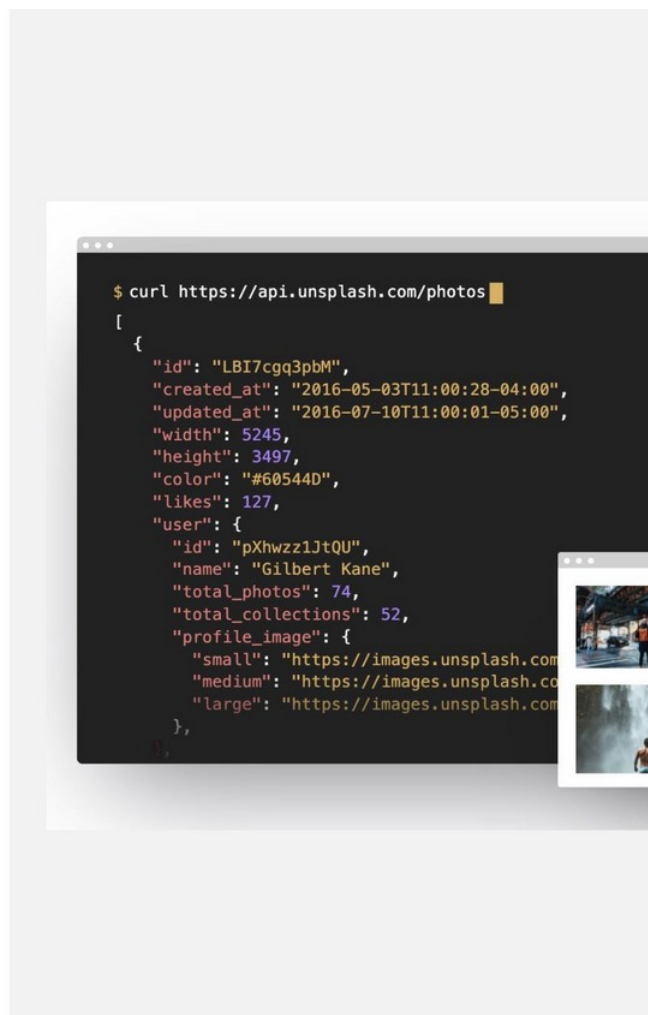 $ curl https://api.unsplash.com/photos
[
{
"id": "LBI7cgq3pbM",
"created_at": "2016-05-03T11:00:28-04:00",
"updated_at": "2016-07-10T11:00:01-05:00",
"width": 5245,
"height": 3497,
"color": "#60544D",
"likes": 127,
"user": {
"id": "pXhwzz1JtQU",
"name": "Gilbert Kane",
"total_photos": 74,
"total_collections": 52,
"profile_image": {
"small": "https://images.unsplash.com
"medium": "https://images.unsplash.co
"large": "https://images.unsplash.com
},